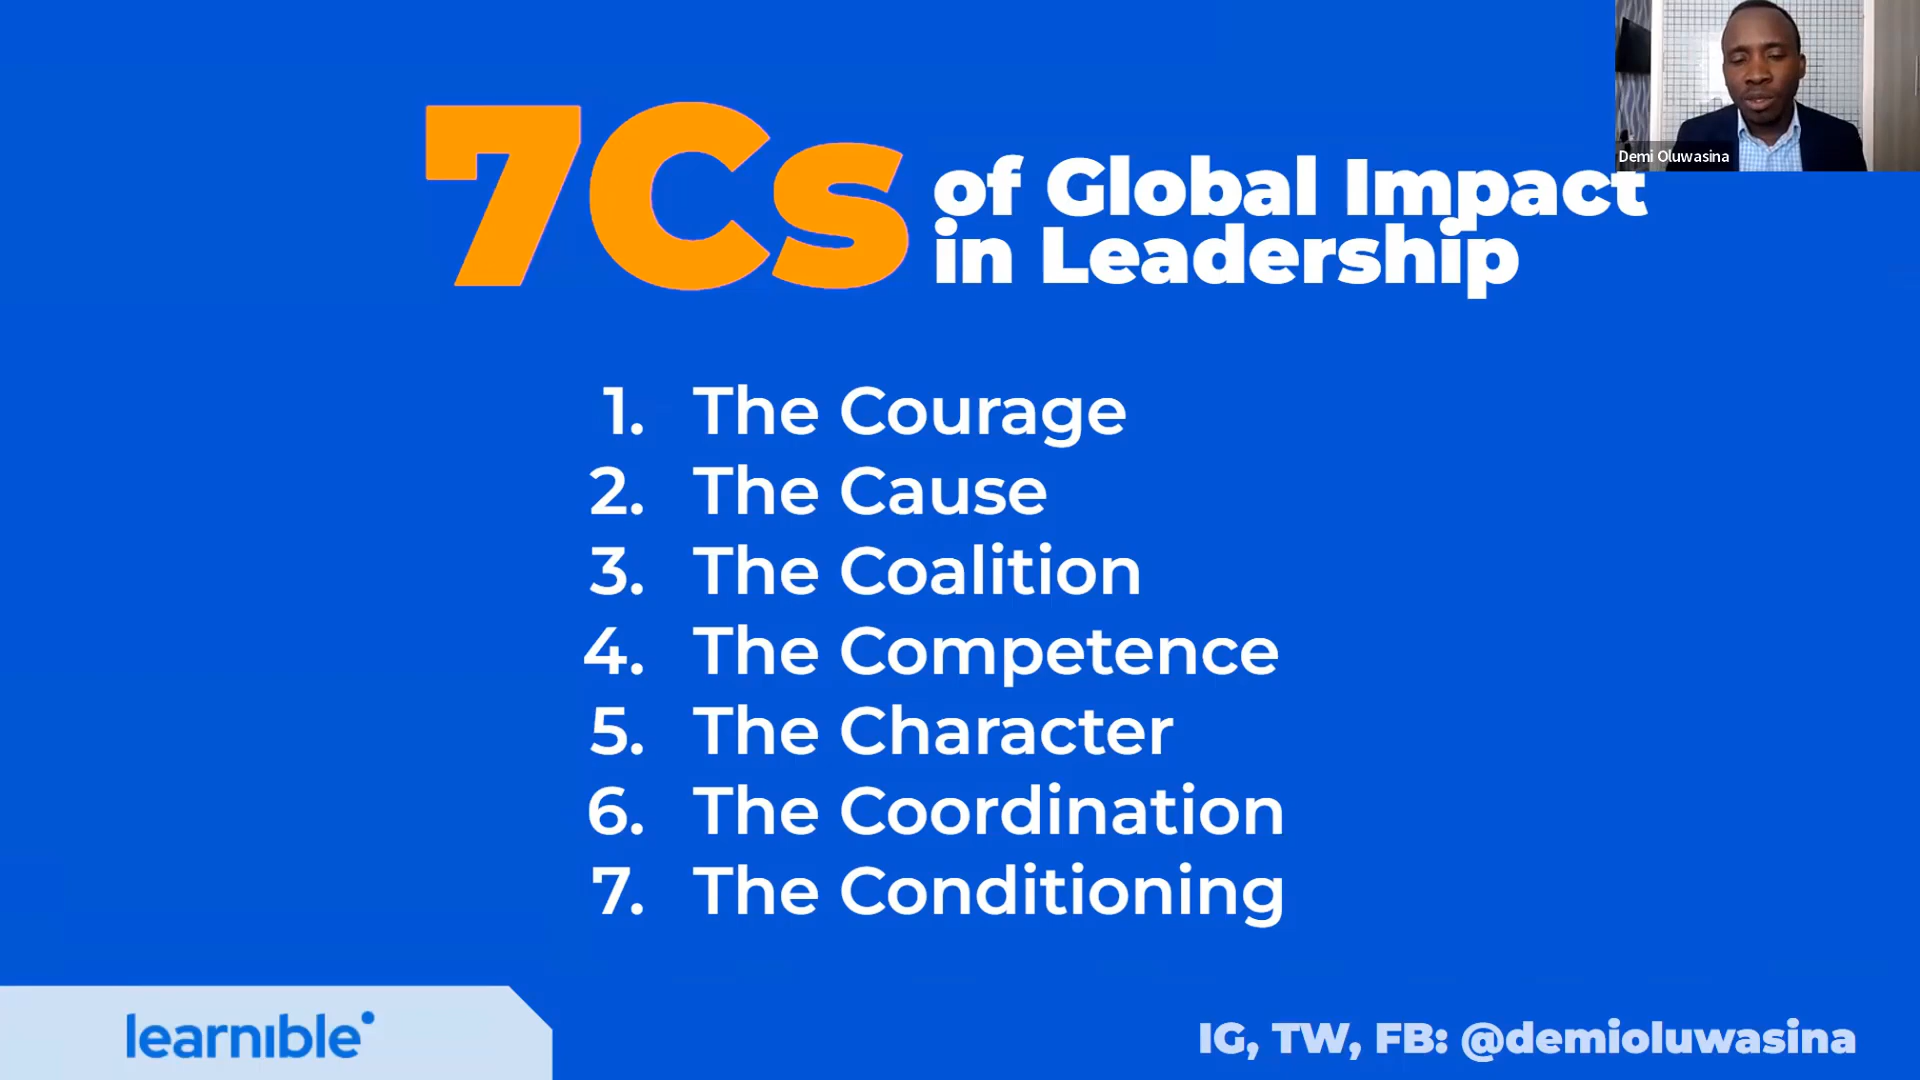 7Cs of Global Impact
in Leadership
Demi Oluwasina
1. The Courage
2. The Cause
3. The Coalition
4. The Competence
5. The Character
6. The Coordination
7. The Conditioning
learnible
IG, TW, FB: @demioluwasina